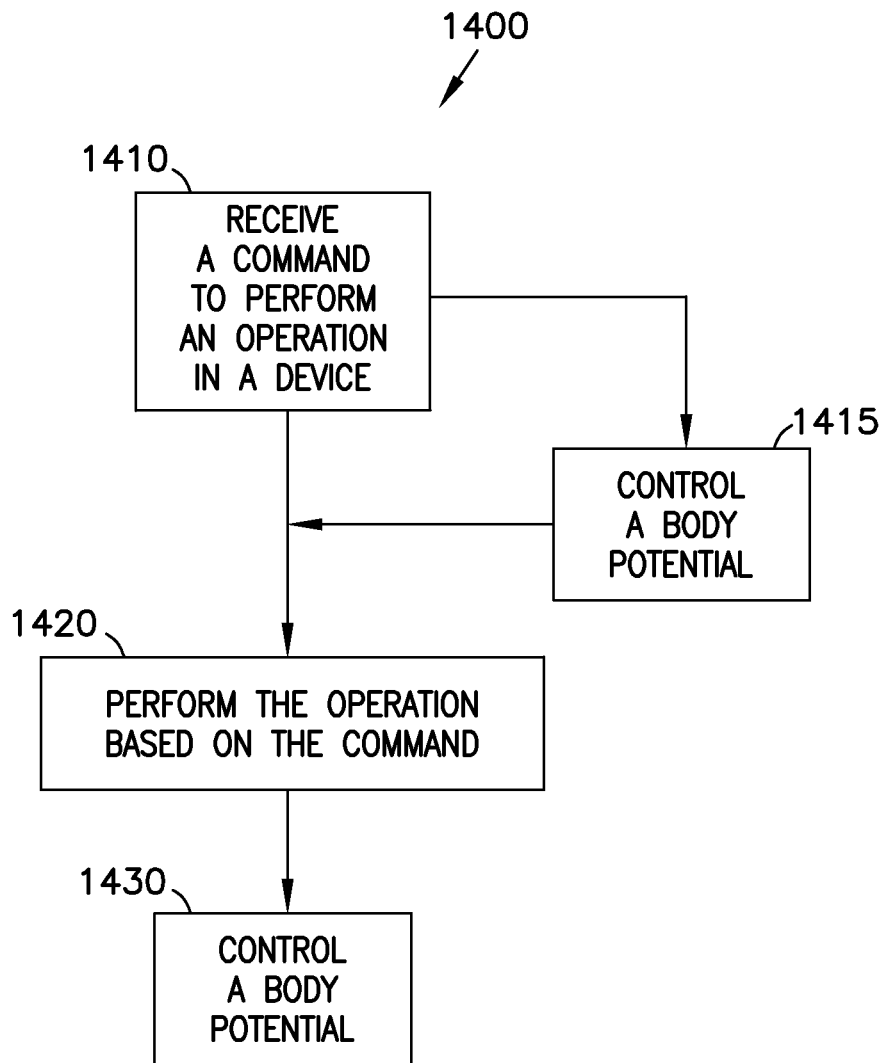 1400
1410
RECEIVE
A COMMAND
TO PERFORM
AN OPERATION
IN A DEVICE
1415
CONTROL
A BODY
POTENTIAL
1420
PERFORM THE OPERATION
BASED ON THE COMMAND
1430
CONTROL
A BODY
POTENTIAL